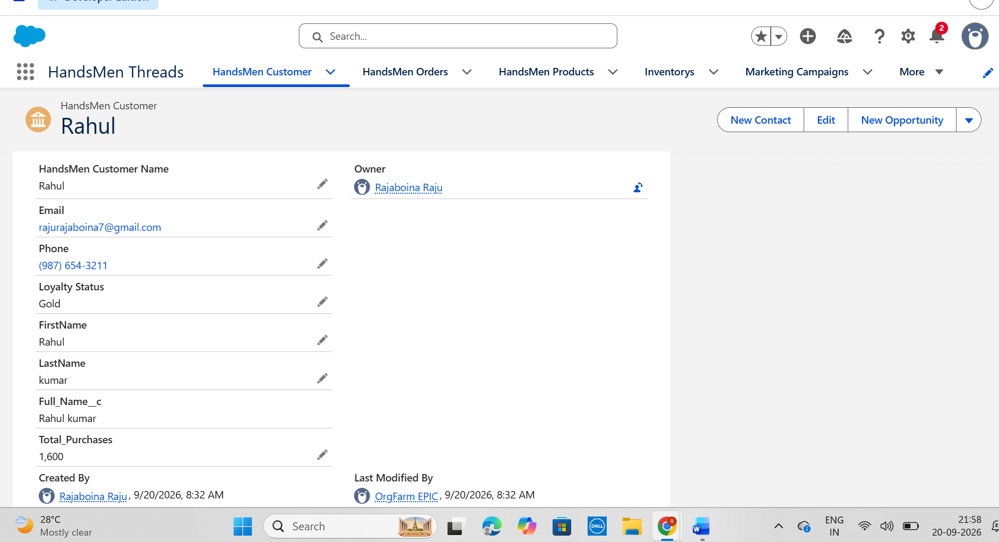 Developer Edition
Search...
2
HandsMen Threads
HandsMen Customer
HandsMen Orders
HandsMen Products
Inventorys
Marketing Campaigns
More
HandsMen Customer
Rahul
New Contact
Edit
New Opportunity
HandsMen Customer Name
Rahul
Owner
Rajaboina Raju
Email
rajurajaboina7@gmail.com
Phone
(987) 654-3211
Loyalty Status
Gold
FirstName
Rahul
LastName
kumar
Full_Name__c
Rahul kumar
Total_Purchases
1,600
Created By
Rajaboina Raju, 9/20/2026, 8:32 AM
Last Modified By
OrgFarm EPIC, 9/20/2026, 8:32 AM
28°C
Mostly clear
Search
DELL
R
W
ENG
IN
21:58
20-09-2026